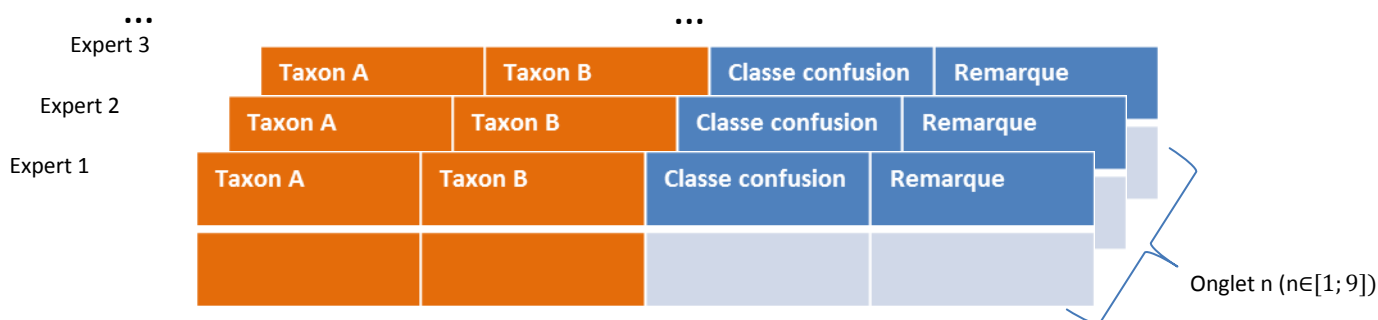 ... ...
Expert 3
Taxon A Taxon B Classe confusion Remarque
Expert 2
Taxon A Taxon B Classe confusion Remarque
Expert 1
Taxon A Taxon B Classe confusion Remarque
Onglet n (n∈[1; 9])